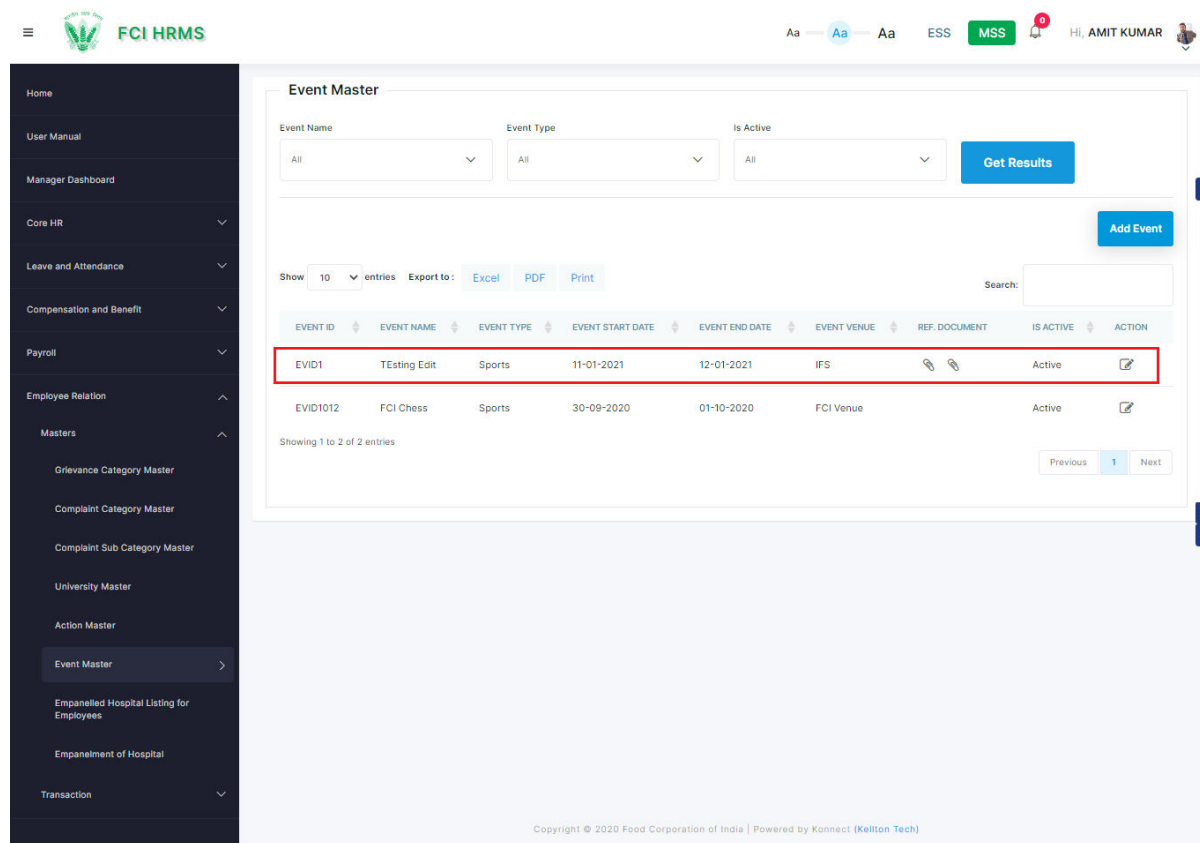 FCI HRMS
Aa Aa Aa ESS MSS 0 Hi, AMIT KUMAR
Home
User Manual
Manager Dashboard
Core HR
Leave and Attendance
Compensation and Benefit
Payroll
Employee Relation
Masters
Grievance Category Master
Complaint Category Master
Complaint Sub Category Master
University Master
Action Master
Event Master
Empanelled Hospital Listing for
Employees
Empanelment of Hospital
Transaction
Event Master
Event Name Event Type Is Active
All All All Get Results
Add Event
Show 10 entries Export to : Excel PDF Print Search:
EVENT ID EVENT NAME EVENT TYPE EVENT START DATE EVENT END DATE EVENT VENUE REF. DOCUMENT IS ACTIVE ACTION
EVID1 TEsting Edit Sports 11-01-2021 12-01-2021 IFS Active
EVID1012 FCI Chess Sports 30-09-2020 01-10-2020 FCI Venue Active
Showing 1 to 2 of 2 entries
Previous 1 Next
Copyright © 2020 Food Corporation of India | Powered by Konnect (Kellton Tech)